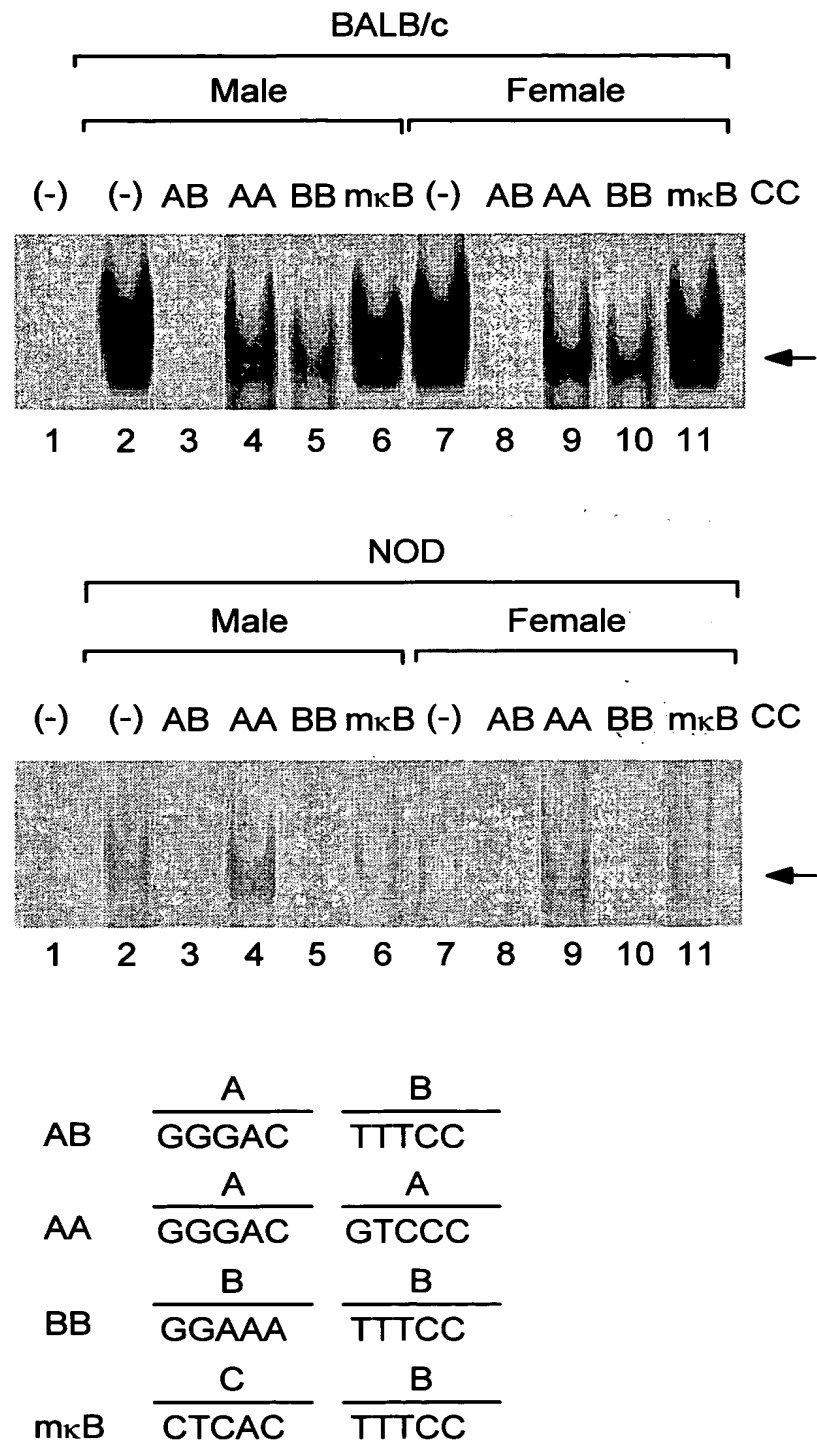 BALB/c
Male Female
(-) (-) AB AA BB mκB (-) AB AA BB mκB CC
1 2 3 4 5 6 7 8 9 10 11
NOD
Male Female
(-) (-) AB AA BB mκB (-) AB AA BB mκB CC
1 2 3 4 5 6 7 8 9 10 11
A B
AB GGGAC TTTCC
A A
AA GGGAC GTCCC
B B
BB GGAAA TTTCC
C B
mκB CTCAC TTTCC